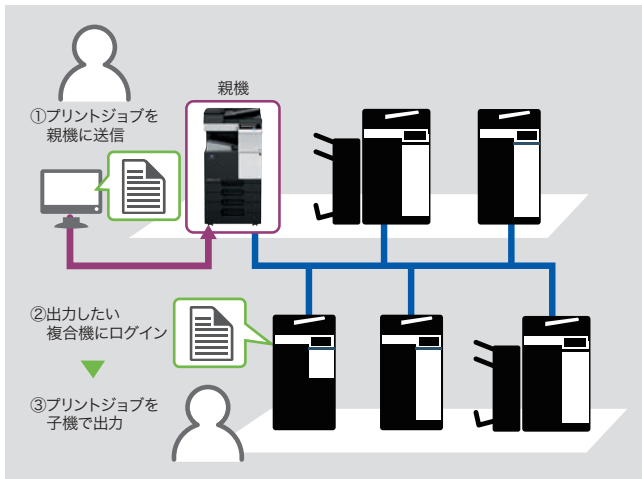 ①プリントジョブを
親機に送信
親機
②出力したい
複合機にログイン
③プリントジョブを
子機で出力